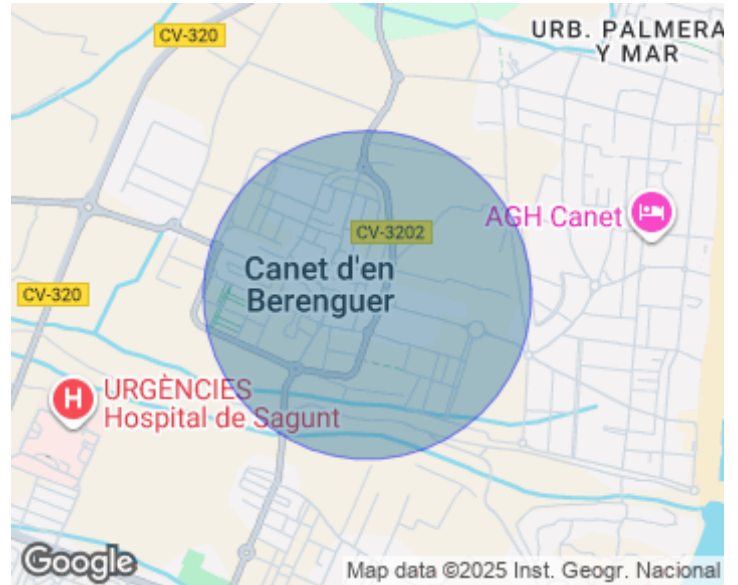 CV-320
URB. PALMERA
Y MAR
AGH Canet
CV-3202
Canet d'en
Berenguer
CV-320
H
URGÈNCIES
Hospital de Sagunt
Google
Map data ©2025 Inst. Geogr. Nacional